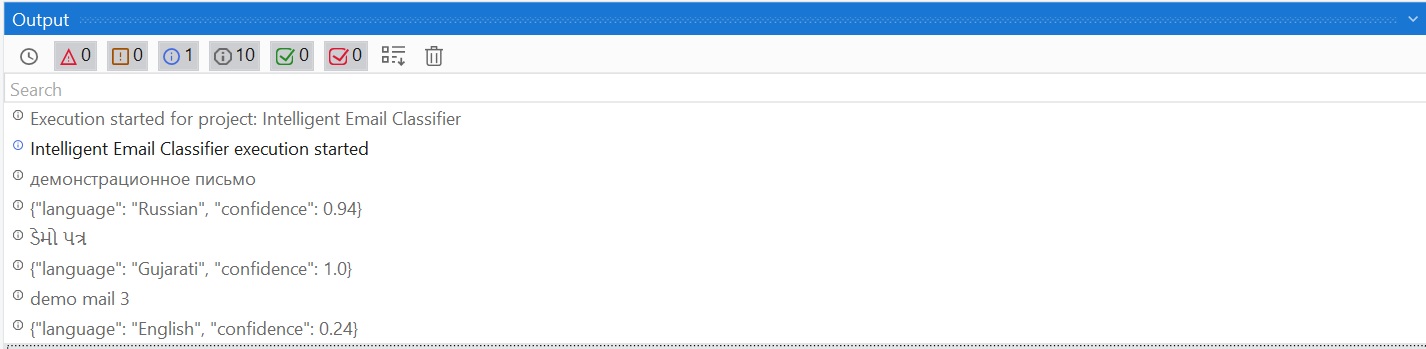 Output
0 0 1 10 0 0
Search
Execution started for project: Intelligent Email Classifier
Intelligent Email Classifier execution started
демонстрационное письмо
{"language": "Russian", "confidence": 0.94}
ડેમો પત્ર
{"language": "Gujarati", "confidence": 1.0}
demo mail 3
{"language": "English", "confidence": 0.24}